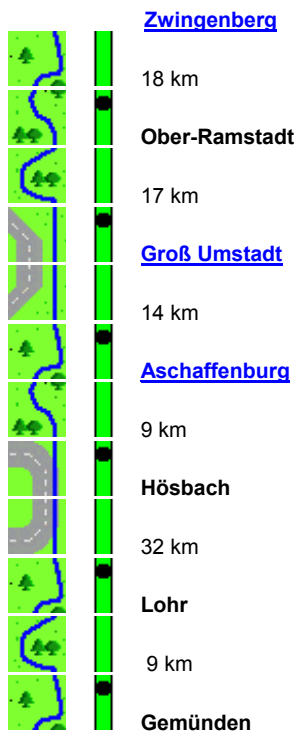 Zwingenberg
18 km
Ober-Ramstadt
17 km
Groß Umstadt
14 km
Aschaffenburg
9 km
Hösbach
32 km
Lohr
9 km
Gemünden